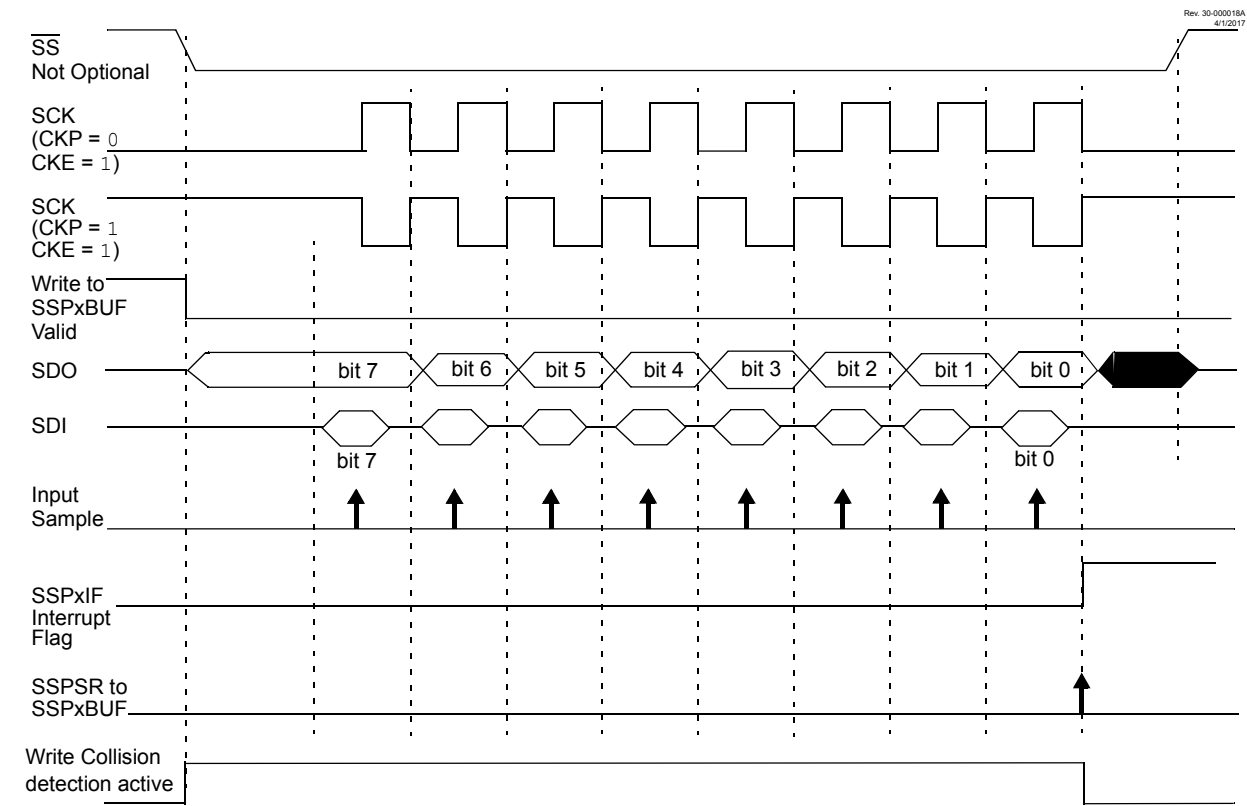 Rev. 30-000018A
4/1/2017
SS
Not Optional
SCK
(CKP = 0
CKE = 1)
SCK
(CKP = 1
CKE = 1)
Write to
SSPxBUF
Valid
SDO
bit 7
bit 6
bit 5
bit 4
bit 3
bit 2
bit 1
bit 0
SDI
bit 7
bit 0
Input
Sample
SSPxIF
Interrupt
Flag
SSPSR to
SSPxBUF
Write Collision
detection active